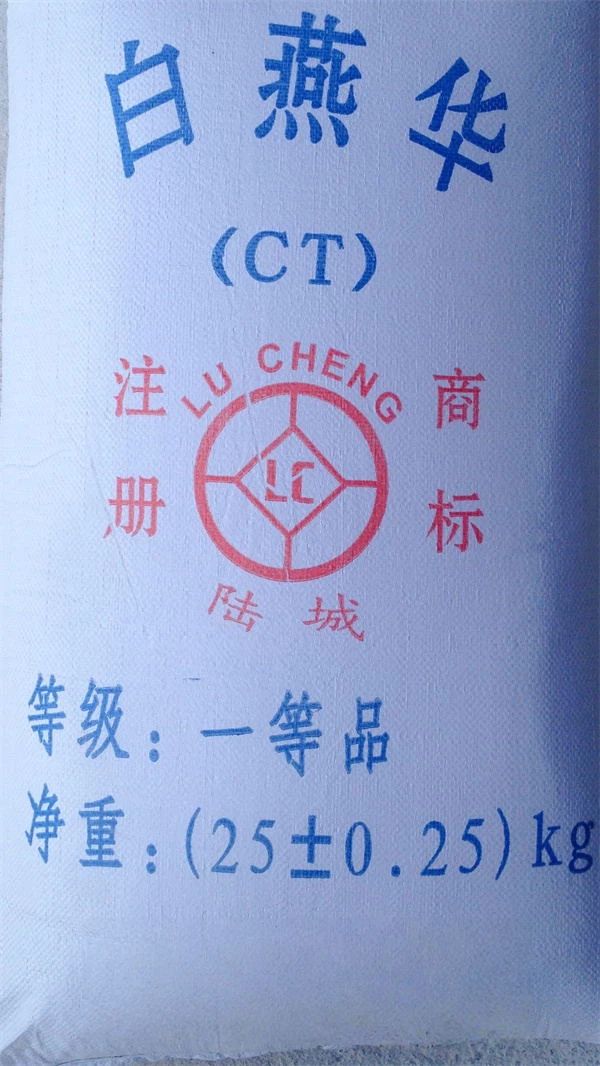 白燕华
(CT)
LU CHENG
注册
商标
LC
陆城
等级：一等品
净重：(25±0.25)kg